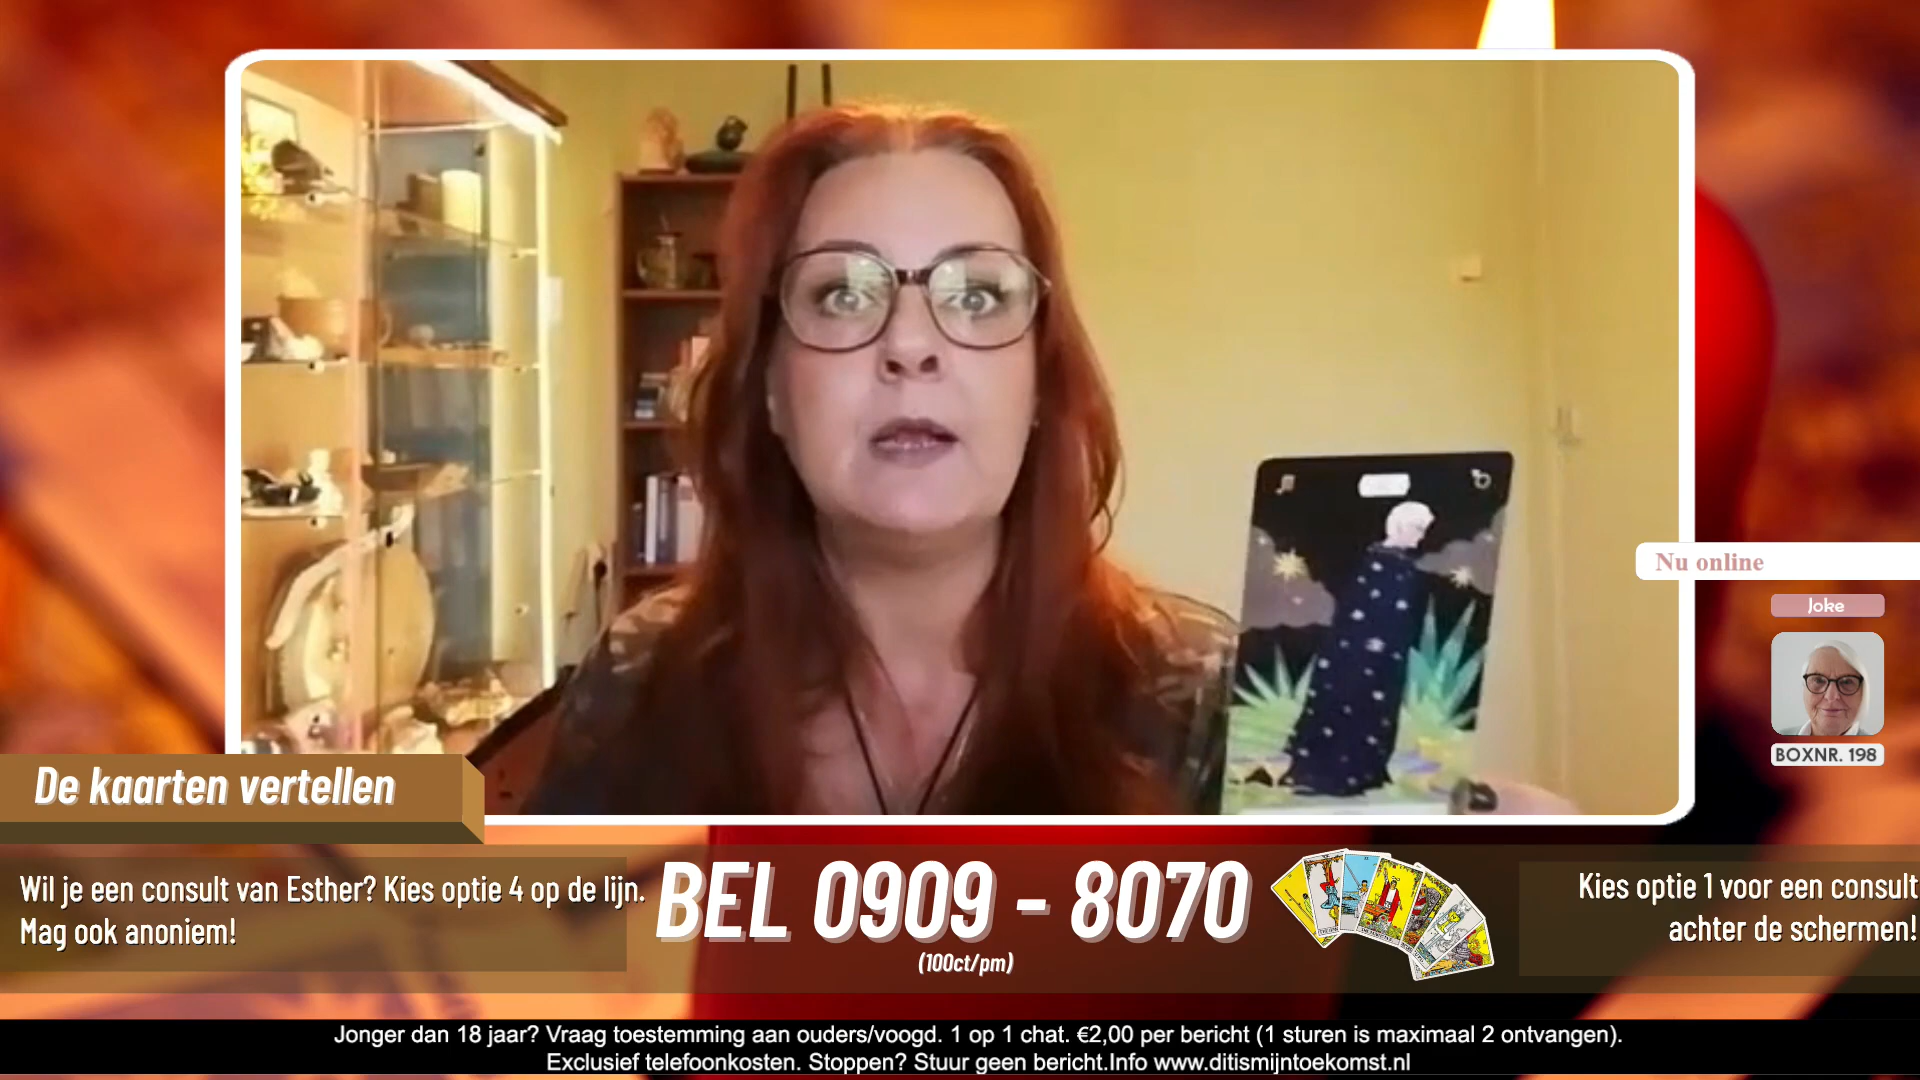 Nu online
Joke
BOXNR. 198
De kaarten vertellen
Wil je een consult van Esther? Kies optie 4 op de lijn.
Mag ook anoniem!
BEL 0909 - 8070
(100ct/pm)
Kies optie 1 voor een consult
achter de schermen!
Jonger dan 18 jaar? Vraag toestemming aan ouders/voogd. 1 op 1 chat. €2,00 per bericht (1 sturen is maximaal 2 ontvangen).
Exclusief telefoonkosten. Stoppen? Stuur geen bericht.Info www.ditismijntoekomst.nl